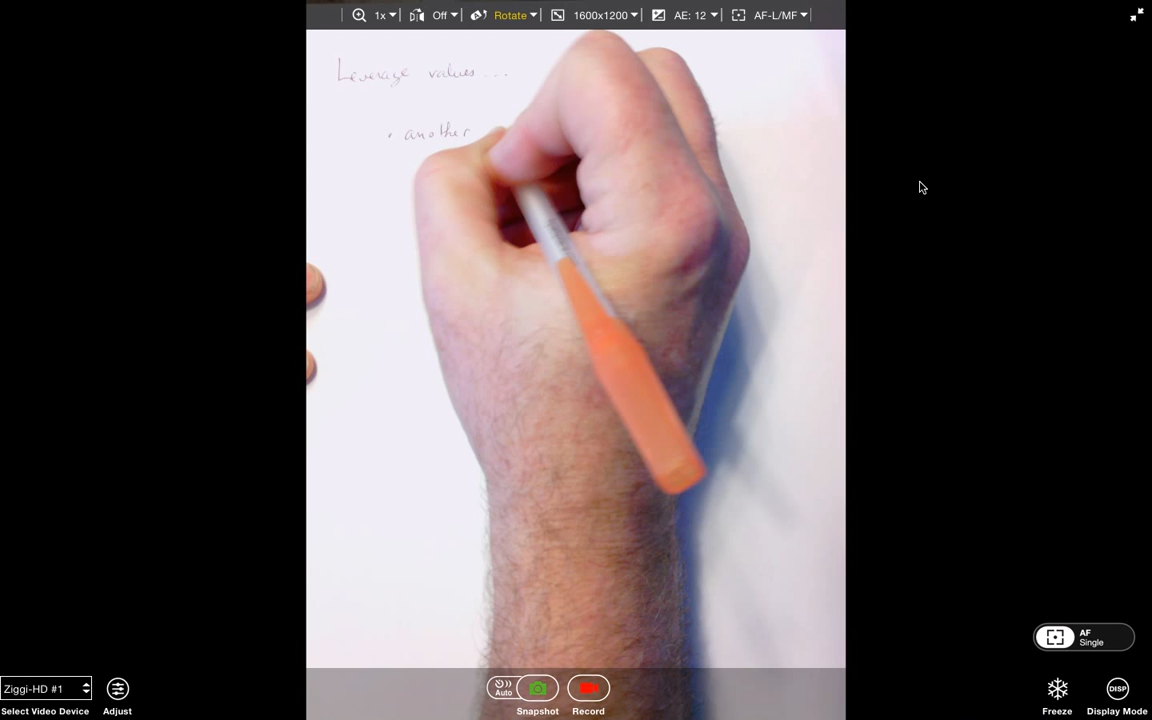 1x Off Rotate 1600x1200 AE: 12 AF-L/MF
Leverage values...
• another
AF
Single
Ziggi-HD #1
Auto
DISP
Select Video Device Adjust Snapshot Record Freeze Display Mode